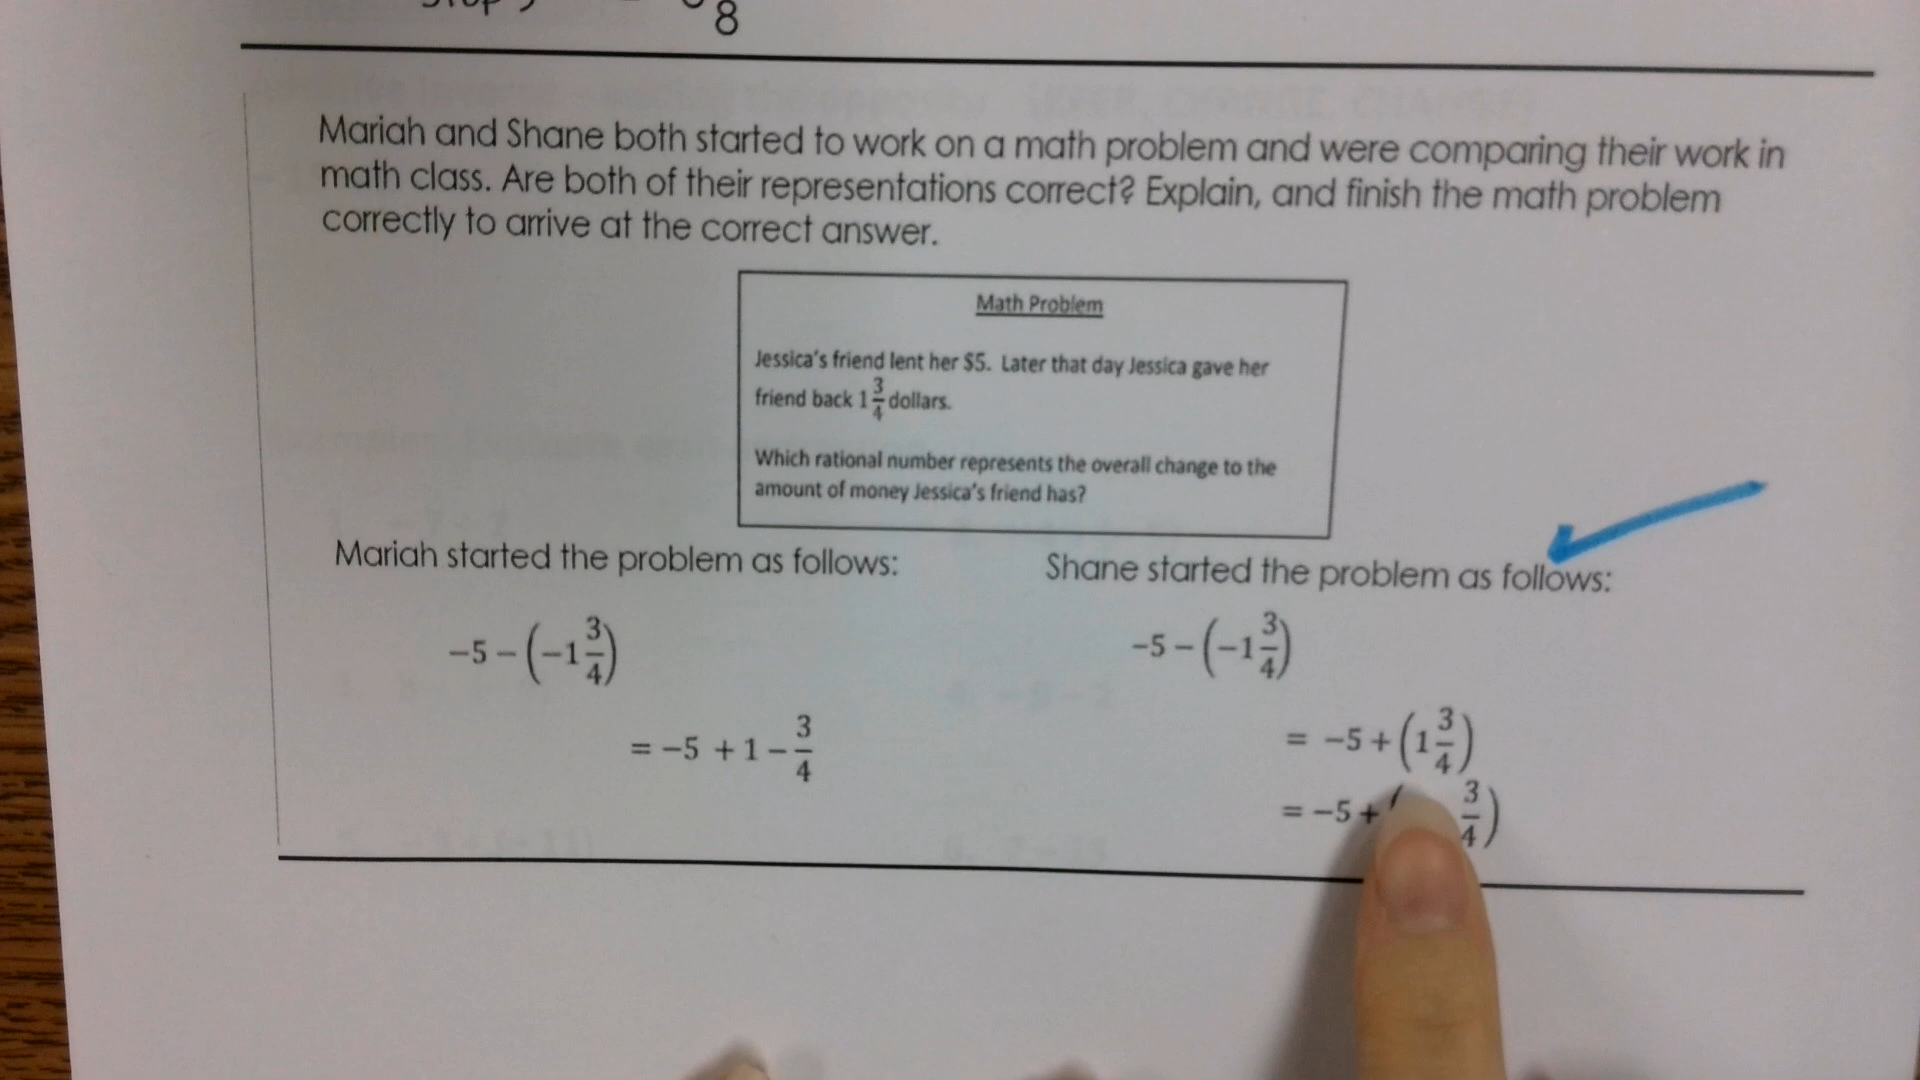 8
Mariah and Shane both started to work on a math problem and were comparing their work in
math class. Are both of their representations correct? Explain, and finish the math problem
correctly to arrive at the correct answer.
Math Problem
Jessica's friend lent her $5. Later that day Jessica gave her
friend back 1 3/4 dollars.
Which rational number represents the overall change to the
amount of money Jessica's friend has?
Mariah started the problem as follows:
−5 − (−1 3/4)
= −5 + 1 − 3/4
Shane started the problem as follows:
−5 − (−1 3/4)
= −5 + (1 3/4)
= −5 + ( 3/4)